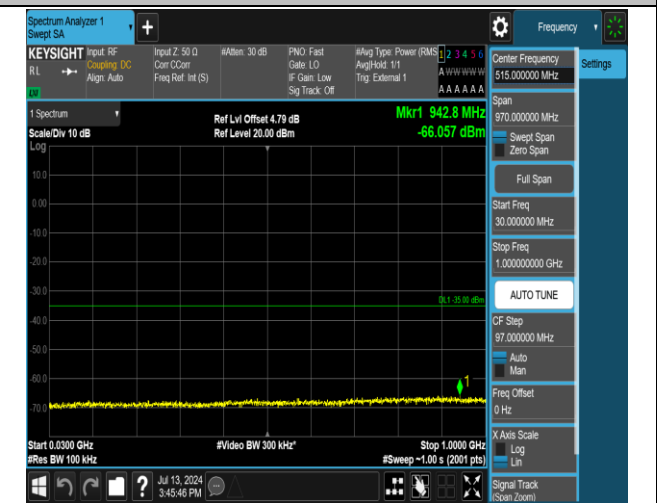 Spectrum Analyzer 1
Swept SA
Frequency
KEYSIGHT
RL
Input: RF
Coupling: DC
Align: Auto
Input Z: 50 Ω
Corr CCorr
Freq Ref: Int (S)
#Atten: 30 dB
PNO: Fast
Gate: LO
IF Gain: Low
Sig Track: Off
#Avg Type: Power (RMS
Avg|Hold: 1/1
Trig: External 1
1 2 3 4 5 6
A W W W W W
A A A A A A
1 Spectrum
Scale/Div 10 dB
Ref Lvl Offset 4.79 dB
Ref Level 20.00 dBm
Mkr1 942.8 MHz
-66.057 dBm
Log
10.0
0.00
-10.0
-20.0
-30.0
-40.0
-50.0
-60.0
-70.0
DL1 -35.00 dBm
1
Start 0.0300 GHz
#Res BW 100 kHz
#Video BW 300 kHz*
Stop 1.0000 GHz
#Sweep ~1.00 s (2001 pts)
Jul 13, 2024
3:45:46 PM
Center Frequency
515.000000 MHz
Settings
Span
970.000000 MHz
Swept Span
Zero Span
Full Span
Start Freq
30.000000 MHz
Stop Freq
1.000000000 GHz
AUTO TUNE
CF Step
97.000000 MHz
Auto
Man
Freq Offset
0 Hz
X Axis Scale
Log
Lin
Signal Track
(Span Zoom)